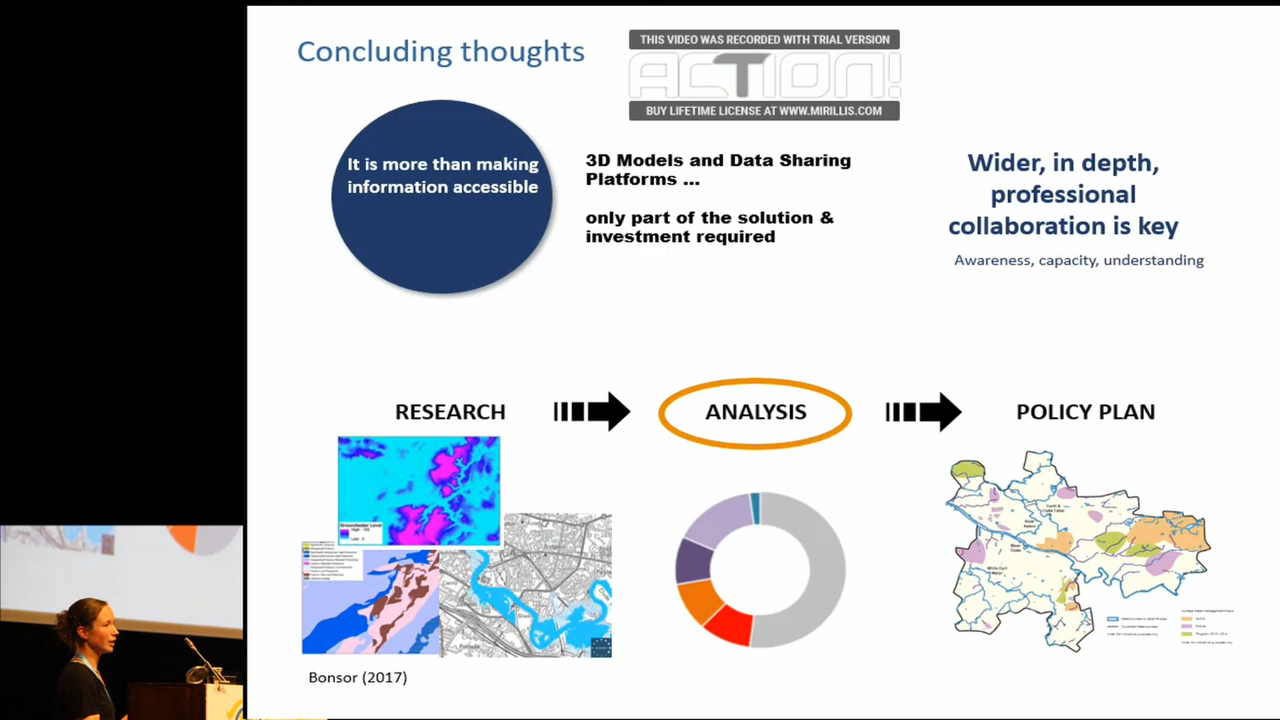 Concluding thoughts
THIS VIDEO WAS RECORDED WITH TRIAL VERSION
ACTION!
BUY LIFETIME LICENSE AT WWW.MIRILLIS.COM
It is more than making
information accessible
3D Models and Data Sharing
Platforms ...
only part of the solution &
investment required
Wider, in depth,
professional
collaboration is key
Awareness, capacity, understanding
RESEARCH
ANALYSIS
POLICY PLAN
Groundwater Level
Bonsor (2017)